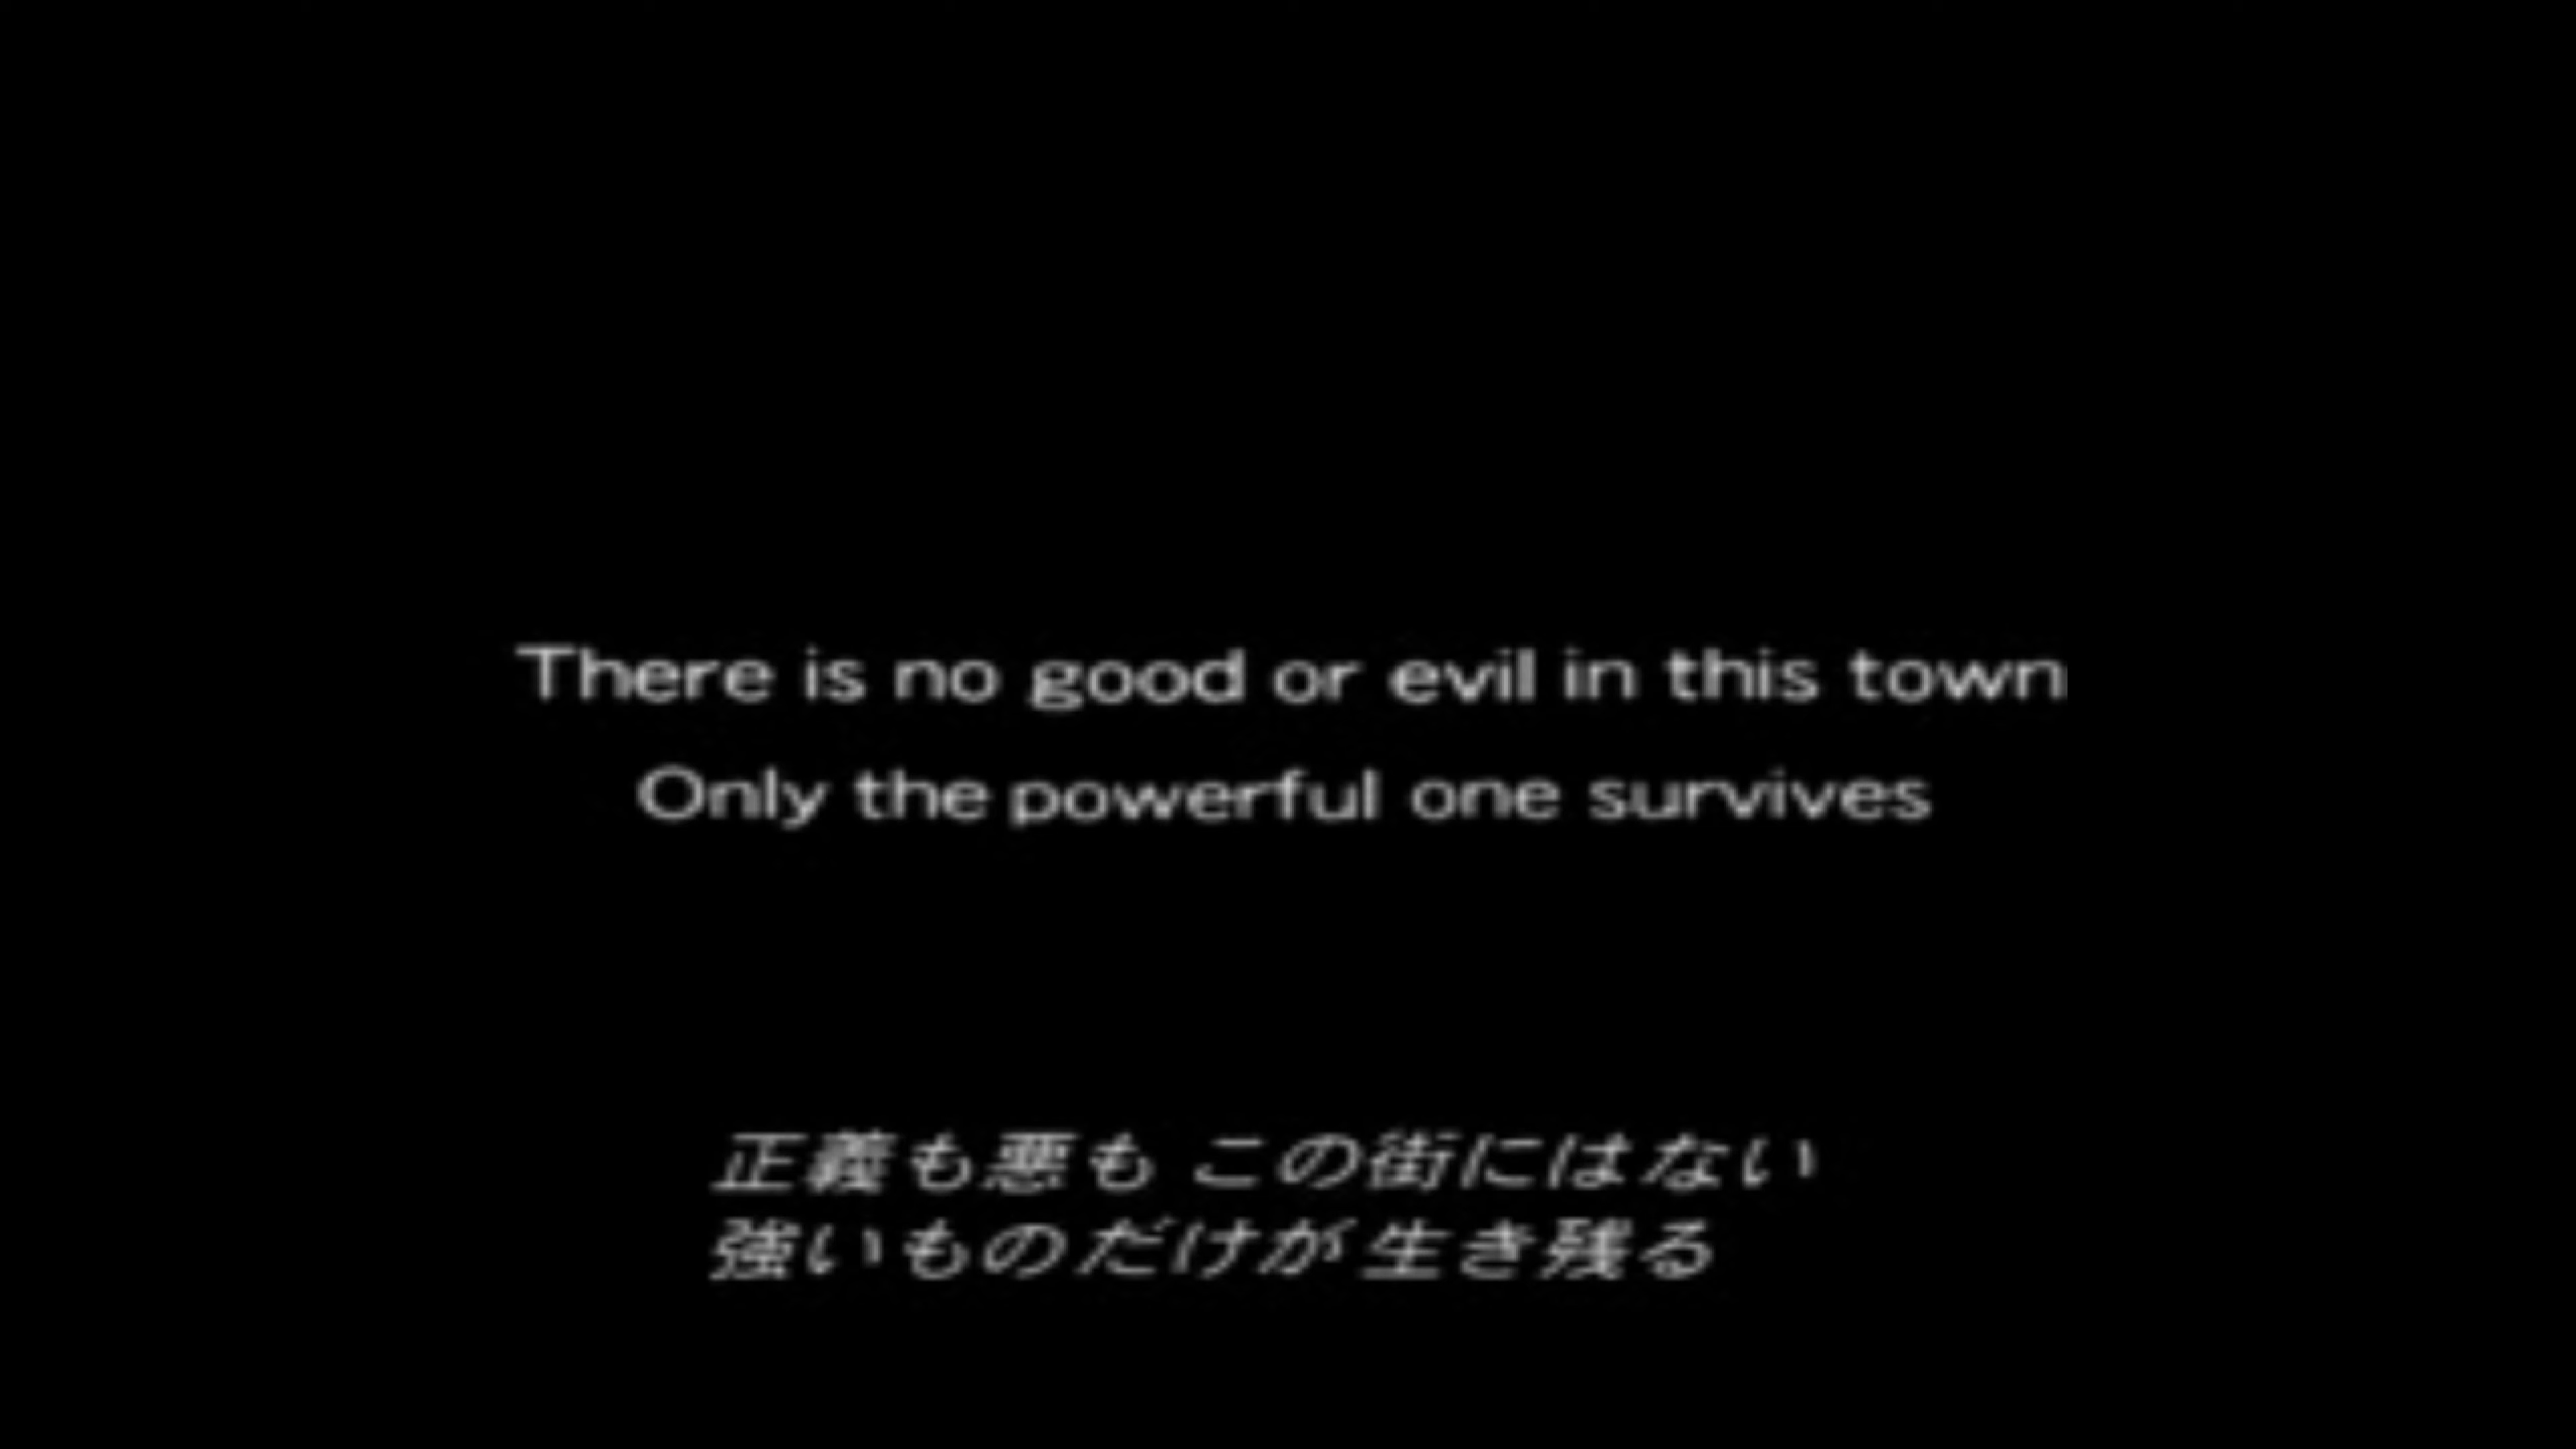 There is no good or evil in this town
Only the powerful one survives
正義も悪も この街にはない
強いものだけが生き残る